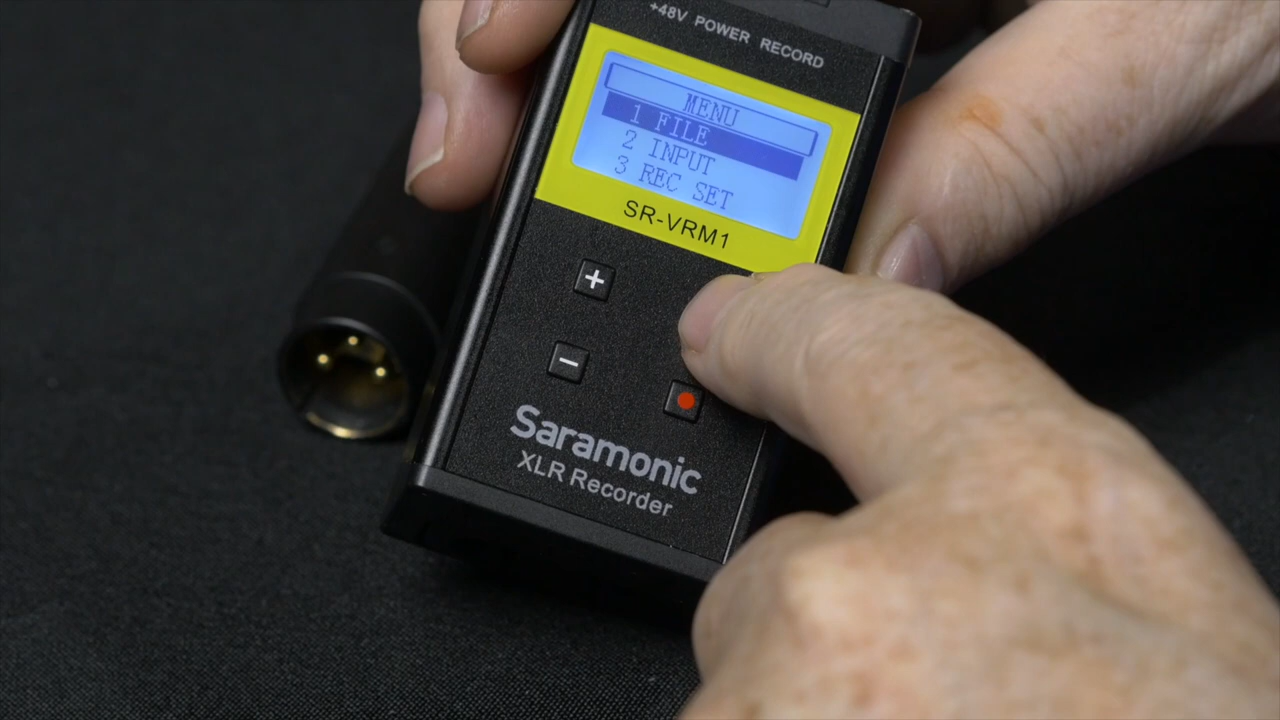 +48V POWER RECORD
MENU
1 FILE
2 INPUT
3 REC SET
SR-VRM1
+
−
Saramonic
XLR Recorder